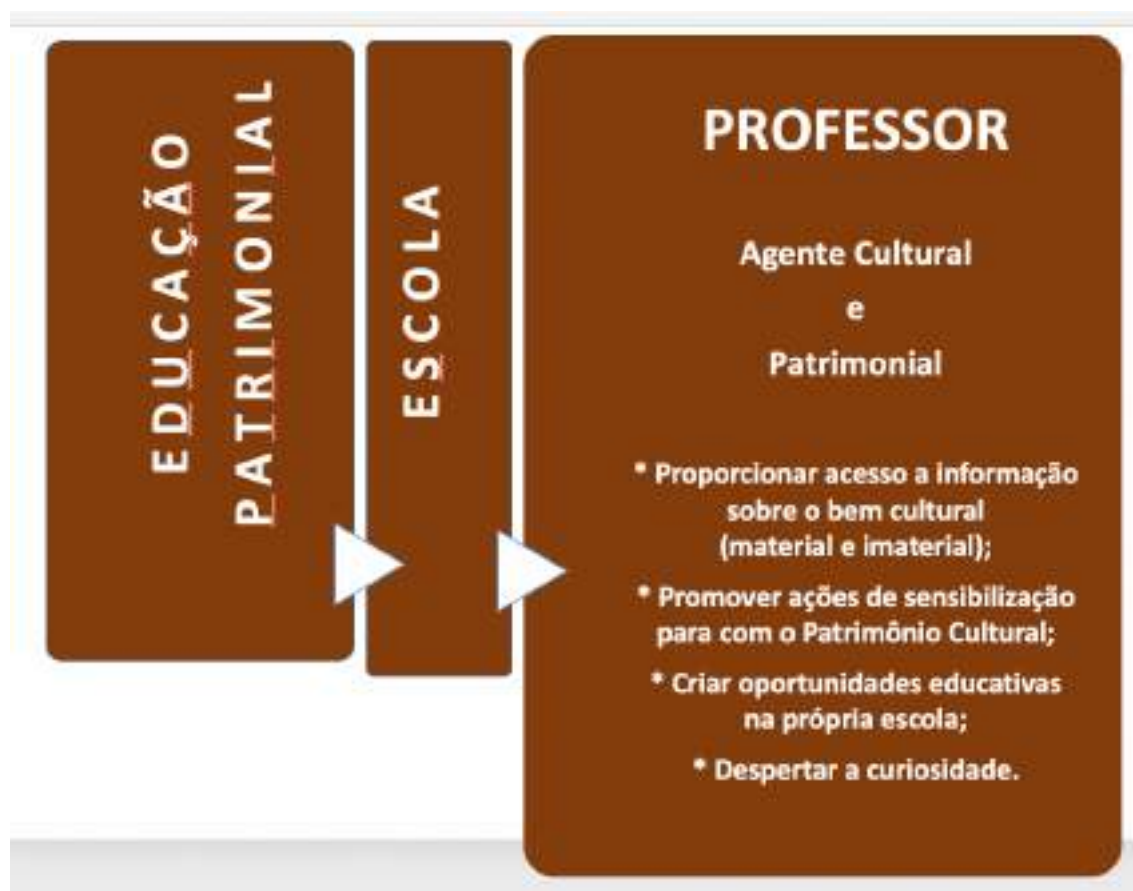 EDUCAÇÃO
PATRIMONIAL
ESCOLA
PROFESSOR
Agente Cultural
e
Patrimonial
* Proporcionar acesso a informação
sobre o bem cultural
(material e imaterial);
* Promover ações de sensibilização
para com o Patrimônio Cultural;
* Criar oportunidades educativas
na própria escola;
* Despertar a curiosidade.